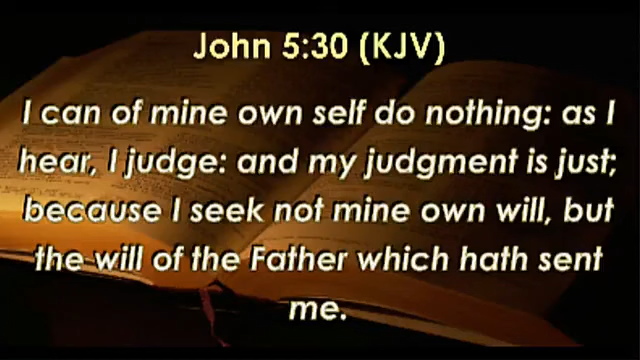 John 5:30 (KJV)
I can of mine own self do nothing: as I
hear, I judge: and my judgment is just;
because I seek not mine own will, but
the will of the Father which hath sent
me.